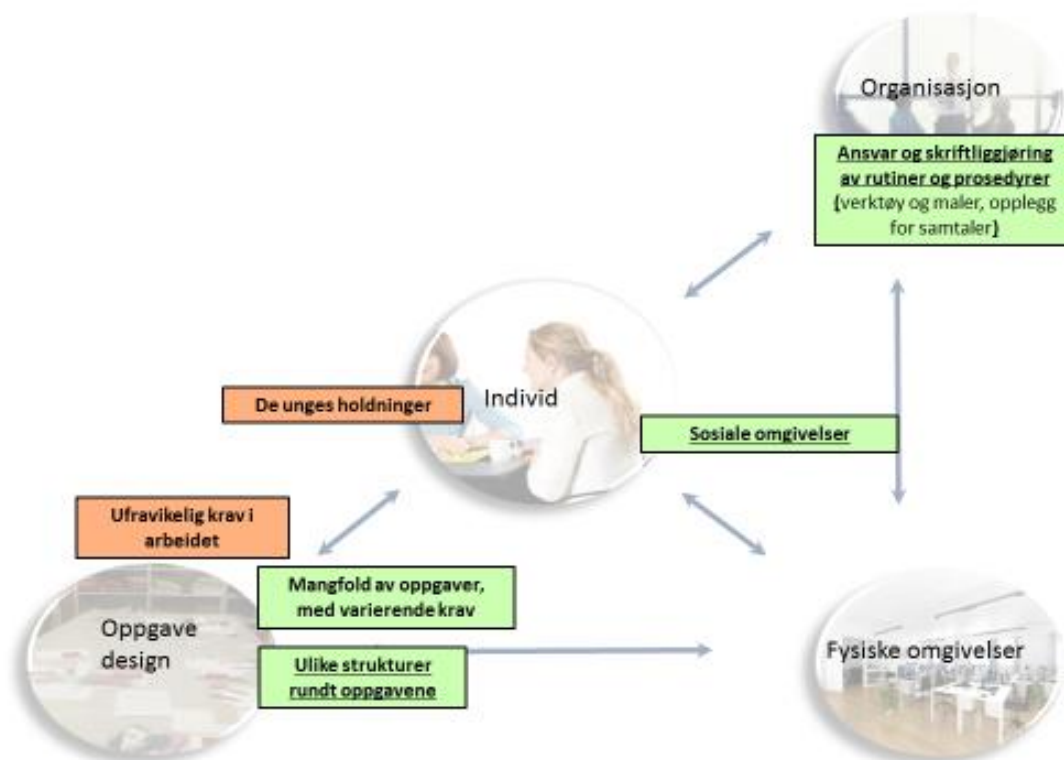 Organisasjon
Ansvar og skriftliggjøring
av rutiner og prosedyrer
(verktøy og maler, opplegg
for samtaler)
Individ
De unges holdninger
Sosiale omgivelser
Ufravikelig krav i
arbeidet
Mangfold av oppgaver,
med varierende krav
Oppgave
design
Ulike strukturer
rundt oppgavene
Fysiske omgivelser